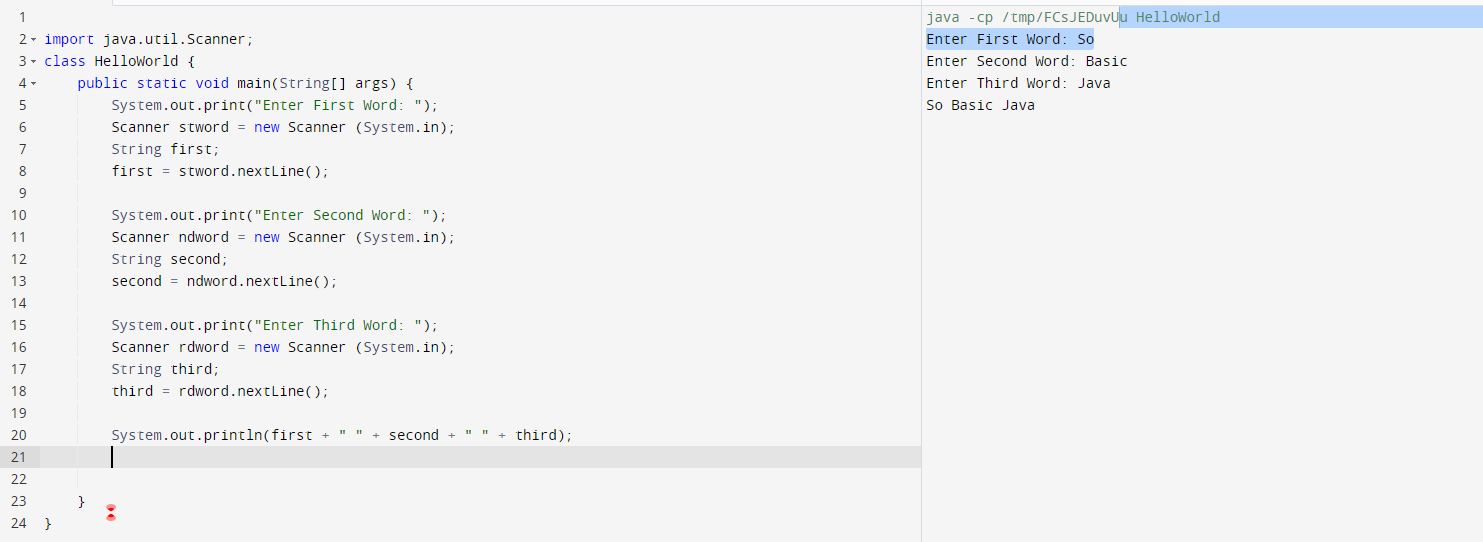 1
2 import java.util.Scanner;
3 class HelloWorld {
4 public static void main(String[] args) {
5 System.out.print("Enter First Word: ");
6 Scanner stword = new Scanner (System.in);
7 String first;
8 first = stword.nextLine();
9
10 System.out.print("Enter Second Word: ");
11 Scanner ndword = new Scanner (System.in);
12 String second;
13 second = ndword.nextLine();
14
15 System.out.print("Enter Third Word: ");
16 Scanner rdword = new Scanner (System.in);
17 String third;
18 third = rdword.nextLine();
19
20 System.out.println(first + " " + second + " " + third);
21
22
23 }
24 }
java -cp /tmp/FCsJEDuvUu HelloWorld
Enter First Word: So
Enter Second Word: Basic
Enter Third Word: Java
So Basic Java